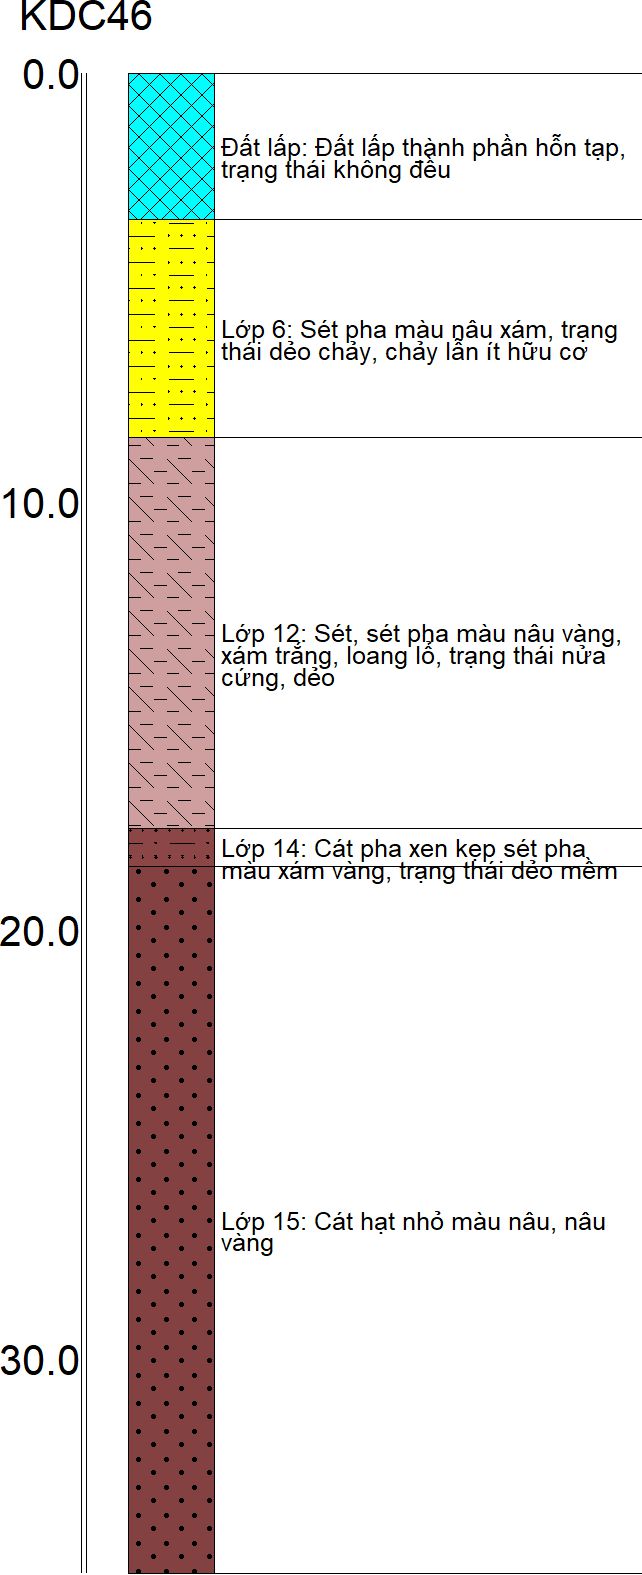 KDC46
0.0
Đất lấp: Đất lấp thành phần hỗn tạp,
trạng thái không đều
Lớp 6: Sét pha màu nâu xám, trạng
thái dẻo chảy, chảy lẫn ít hữu cơ
10.0
Lớp 12: Sét, sét pha màu nâu vàng,
xám trắng, loang lổ, trạng thái nửa
cứng, dẻo
Lớp 14: Cát pha xen kẹp sét pha
màu xám vàng, trạng thái dẻo mềm
20.0
Lớp 15: Cát hạt nhỏ màu nâu, nâu
vàng
30.0